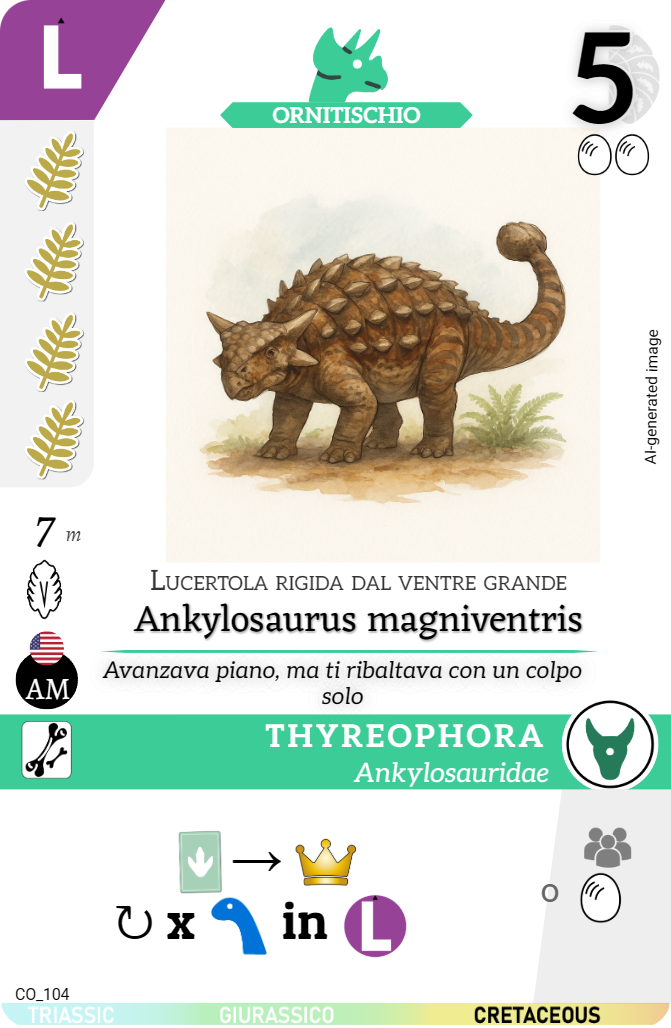 L
ORNITISCHIO
5
AI-generated image
7 m
LUCERTOLA RIGIDA DAL VENTRE GRANDE
Ankylosaurus magniventris
AM
Avanzava piano, ma ti ribaltava con un colpo
solo
THYREOPHORA
Ankylosauridae
x in L
O
CO_104
TRIASSIC GIURASSICO CRETACEOUS